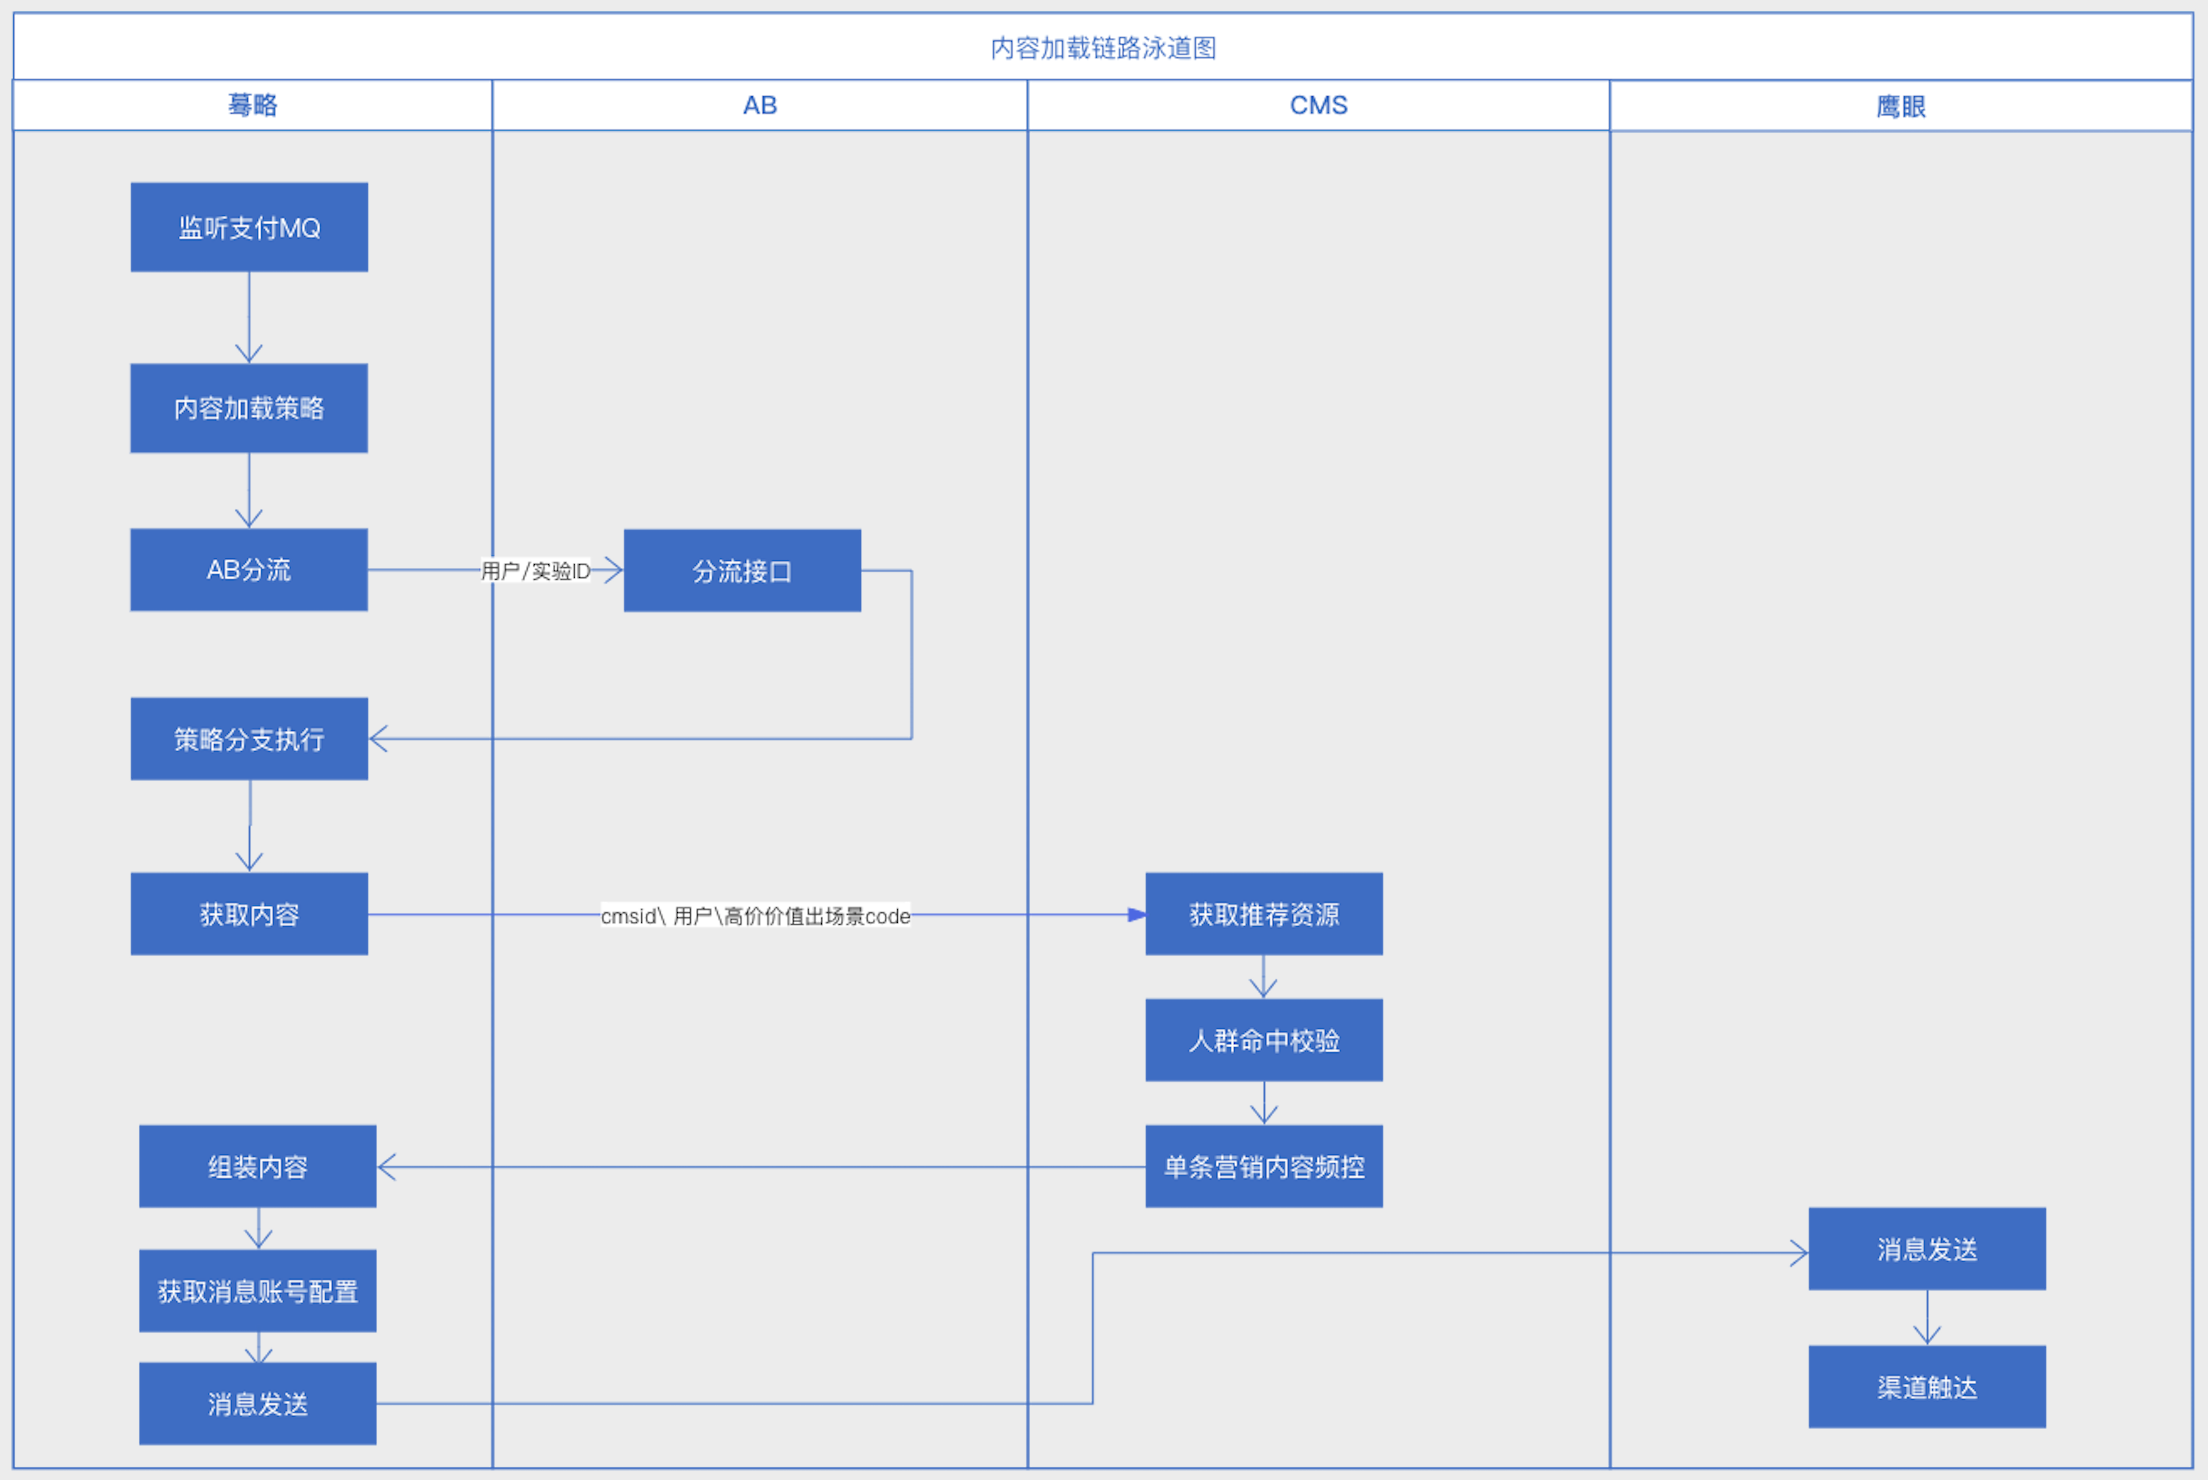 内容加载链路泳道图
蓦略
AB
CMS
鹰眼
监听支付MQ
内容加载策略
AB分流
用户/实验ID
分流接口
策略分支执行
获取内容
cmsid\ 用户\高价价值出场景code
获取推荐资源
人群命中校验
组装内容
单条营销内容频控
获取消息账号配置
消息发送
消息发送
渠道触达